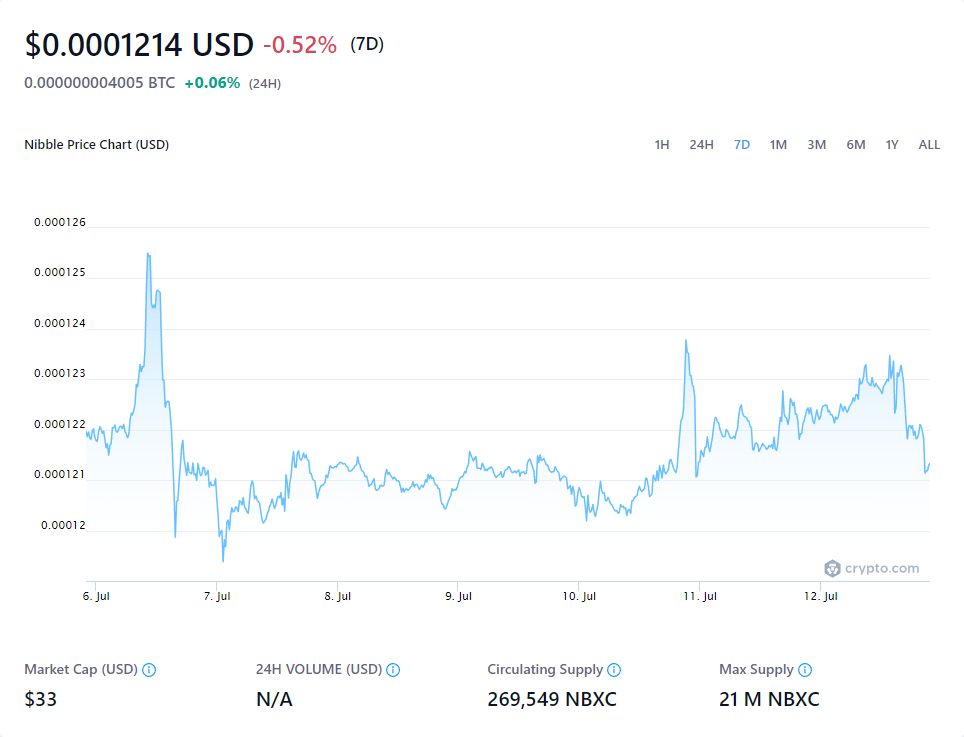 $0.0001214 USD -0.52% (7D)
0.000000004005 BTC +0.06% (24H)
Nibble Price Chart (USD) 1H 24H 7D 1M 3M 6M 1Y ALL
0.000126
0.000125
0.000124
0.000123
0.000122
0.000121
0.00012
crypto.com
6. Jul 7. Jul 8. Jul 9. Jul 10. Jul 11. Jul 12. Jul
Market Cap (USD) 24H VOLUME (USD) Circulating Supply Max Supply
$33 N/A 269,549 NBXC 21 M NBXC